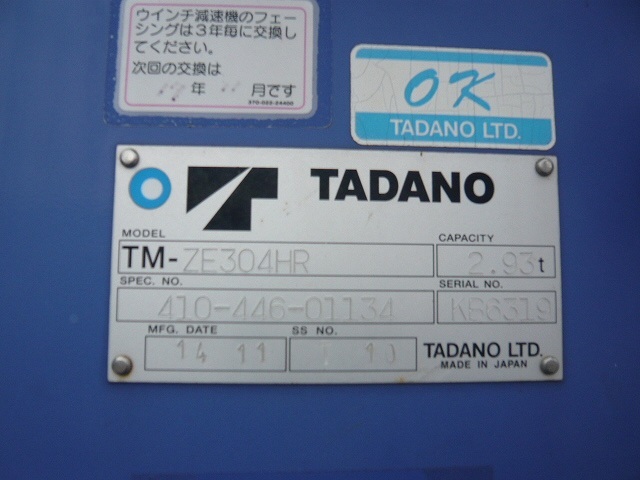 ウインチ減速機のフェー
シングは３年毎に交換し
てください。
次回の交換は
年 月です
OK
TADANO LTD.
TADANO
MODEL
TM-ZE304HR
CAPACITY
2.93t
SPEC. NO.
410-446-01134
SERIAL NO.
KB6319
MFG. DATE
14 11
SS NO.
10
TADANO LTD.
MADE IN JAPAN